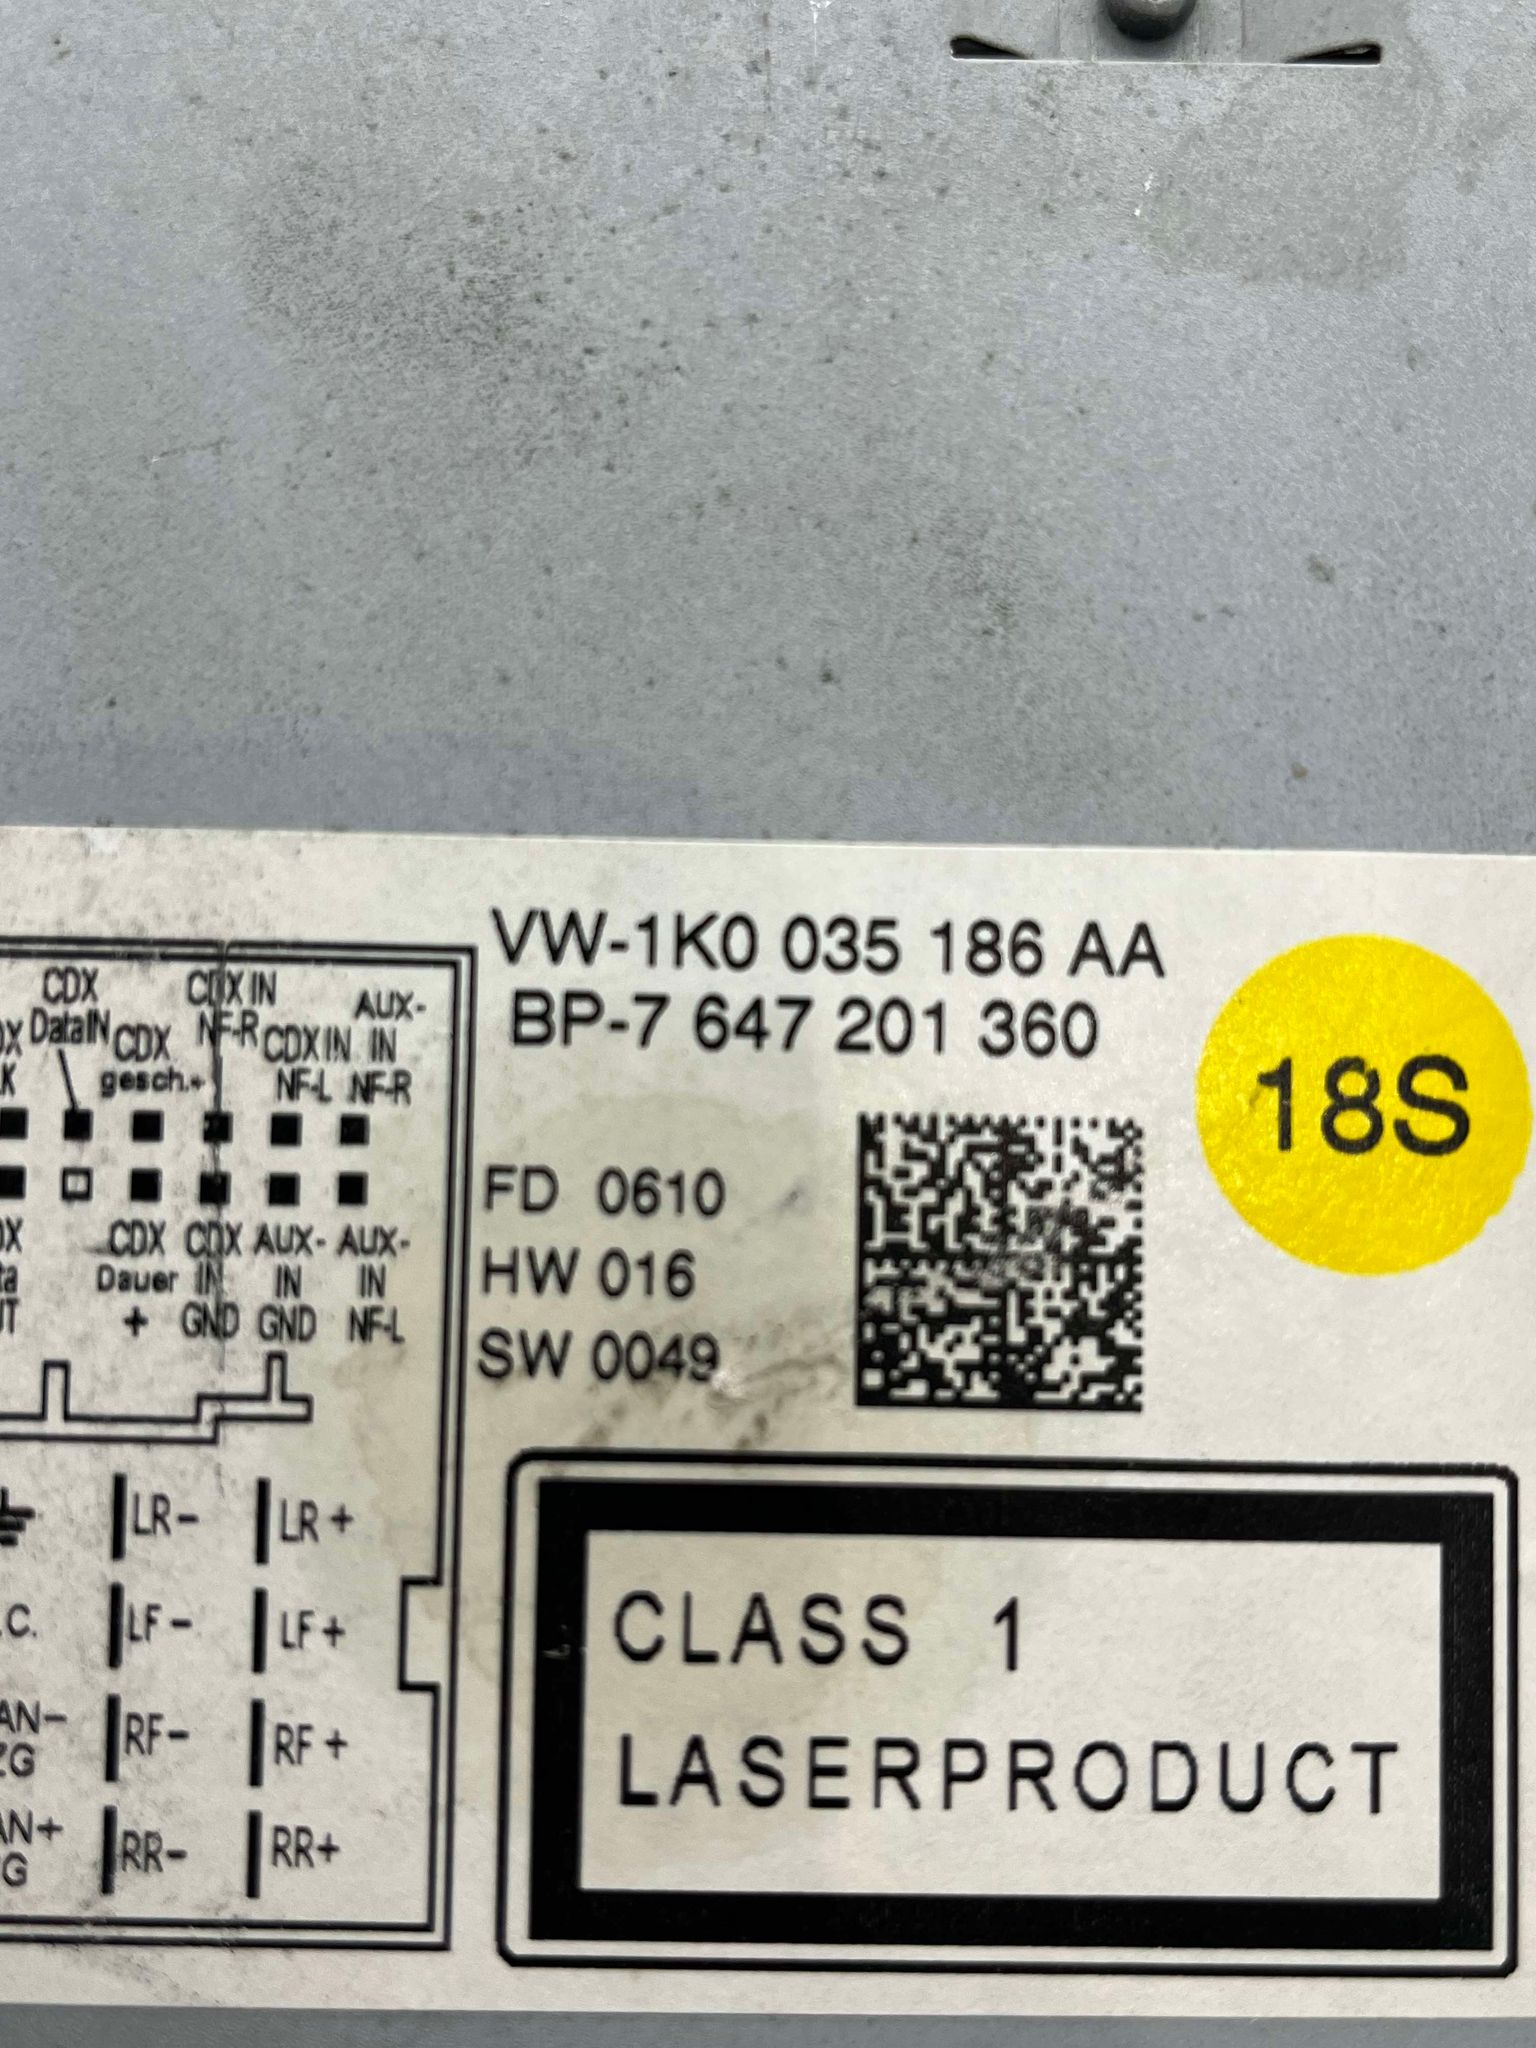 VW-1K0 035 186 AA
BP-7 647 201 360
18S
FD 0610
HW 016
SW 0049
CDX
DataIN
CDX
gesch.+
CDX IN
NF-R
CDX IN
NF-L
AUX-
IN
NF-R
CDX
Dauer
+
CDX
IN
GND
AUX-
IN
GND
AUX-
IN
NF-L
LR- LR+
LF- LF+
RF- RF+
RR- RR+
CLASS 1
LASERPRODUCT